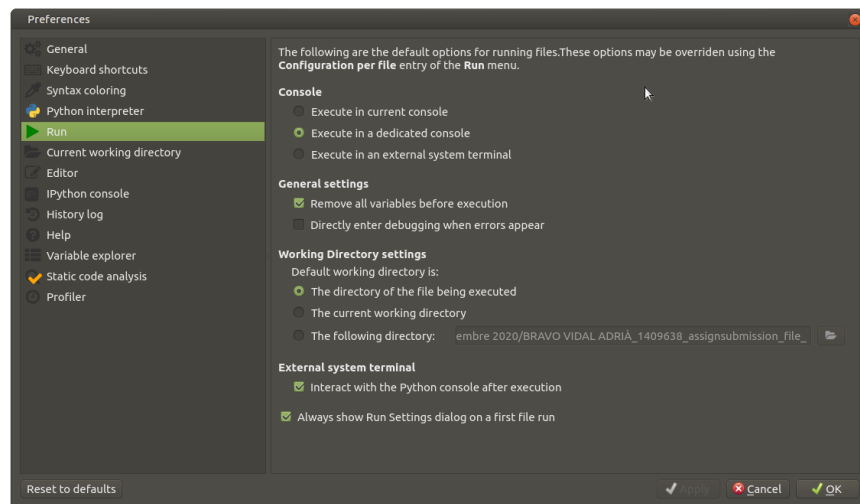 Preferences
General
Keyboard shortcuts
Syntax coloring
Python interpreter
Run
Current working directory
Editor
IPython console
History log
Help
Variable explorer
Static code analysis
Profiler
The following are the default options for running files.These options may be overriden using the
Configuration per file entry of the Run menu.
Console
Execute in current console
Execute in a dedicated console
Execute in an external system terminal
General settings
Remove all variables before execution
Directly enter debugging when errors appear
Working Directory settings
Default working directory is:
The directory of the file being executed
The current working directory
The following directory: embre 2020/BRAVO VIDAL ADRIÀ_1409638_assignsubmission_file_
External system terminal
Interact with the Python console after execution
Always show Run Settings dialog on a first file run
Reset to defaults
Apply Cancel OK